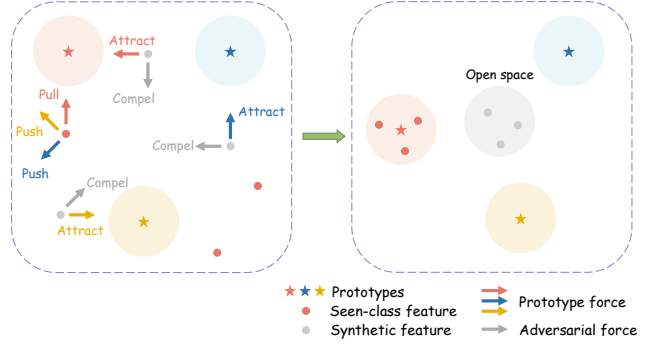 Attract
Compel
Pull
Push
Push
Attract
Compel
Compel
Attract
Open space
Prototypes
Seen-class feature
Synthetic feature
Prototype force
Adversarial force